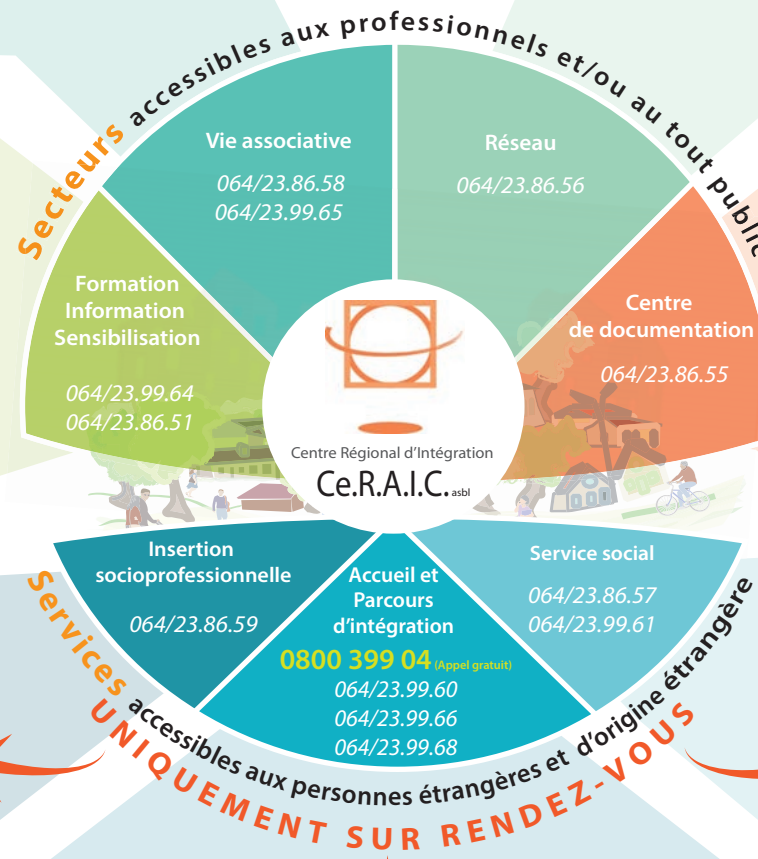 Secteurs accessibles aux professionnels et/ou au tout public
Vie associative
064/23.86.58
064/23.99.65
Réseau
064/23.86.56
Formation
Information
Sensibilisation
064/23.99.64
064/23.86.51
Centre
de documentation
064/23.86.55
Centre Régional d'Intégration
Ce.R.A.I.C. asbl
Insertion
socioprofessionnelle
064/23.86.59
Accueil et
Parcours
d'intégration
0800 399 04 (Appel gratuit)
064/23.99.60
064/23.99.66
064/23.99.68
Service social
064/23.86.57
064/23.99.61
Services accessibles aux personnes étrangères et d'origine étrangère
UNIQUEMENT SUR RENDEZ-VOUS